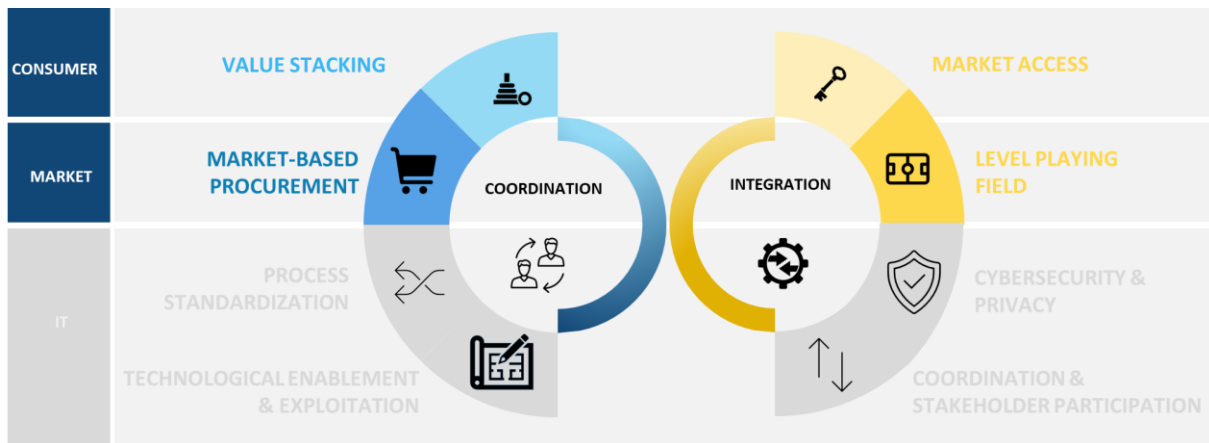 CONSUMER
VALUE STACKING
MARKET ACCESS
MARKET
MARKET-BASED
PROCUREMENT
COORDINATION
INTEGRATION
LEVEL PLAYING
FIELD
IT
PROCESS
STANDARDIZATION
CYBERSECURITY &
PRIVACY
TECHNOLOGICAL ENABLEMENT
& EXPLOITATION
COORDINATION &
STAKEHOLDER PARTICIPATION